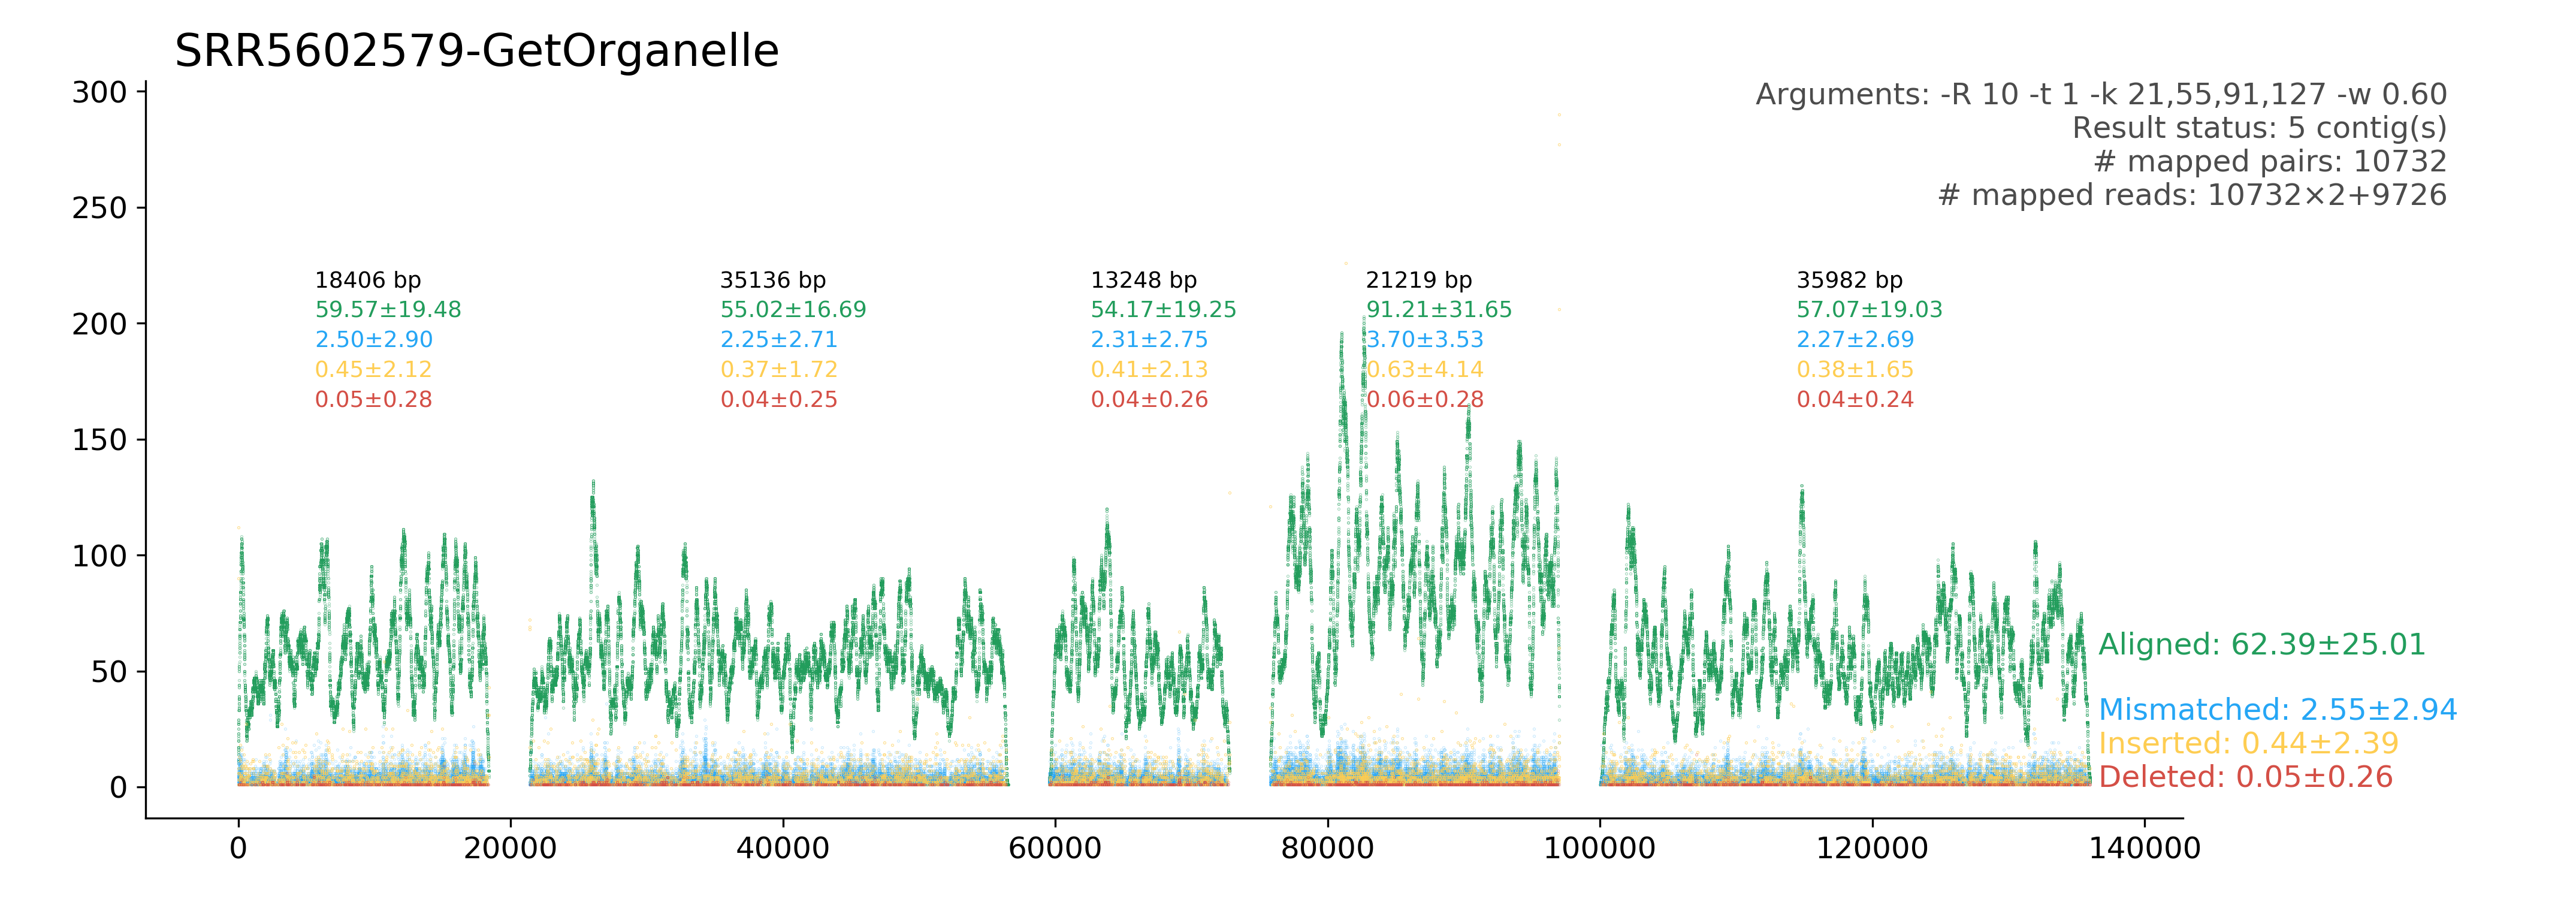 SRR5602579-GetOrganelle
Arguments: -R 10 -t 1 -k 21,55,91,127 -w 0.60
Result status: 5 contig(s)
# mapped pairs: 10732
# mapped reads: 10732×2+9726
300
250
200
150
100
50
0
18406 bp
59.57±19.48
2.50±2.90
0.45±2.12
0.05±0.28
35136 bp
55.02±16.69
2.25±2.71
0.37±1.72
0.04±0.25
13248 bp
54.17±19.25
2.31±2.75
0.41±2.13
0.04±0.26
21219 bp
91.21±31.65
3.70±3.53
0.63±4.14
0.06±0.28
35982 bp
57.07±19.03
2.27±2.69
0.38±1.65
0.04±0.24
Aligned: 62.39±25.01
Mismatched: 2.55±2.94
Inserted: 0.44±2.39
Deleted: 0.05±0.26
0 20000 40000 60000 80000 100000 120000 140000